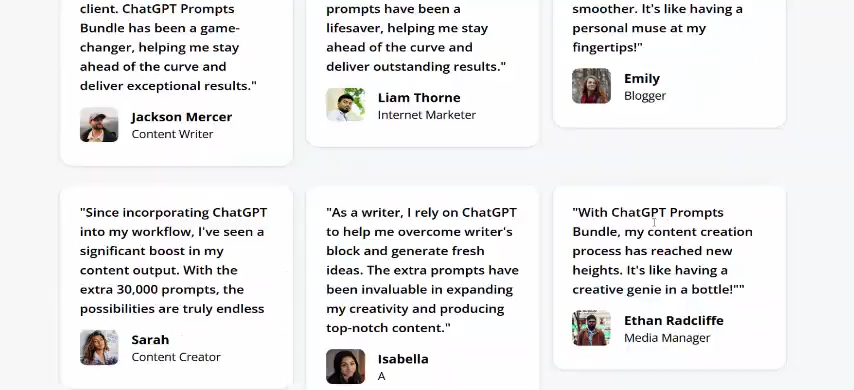 client. ChatGPT Prompts
Bundle has been a game-
changer, helping me stay
ahead of the curve and
deliver exceptional results."
Jackson Mercer
Content Writer
prompts have been a
lifesaver, helping me stay
ahead of the curve and
deliver outstanding results."
Liam Thorne
Internet Marketer
smoother. It's like having a
personal muse at my
fingertips!"
Emily
Blogger
"Since incorporating ChatGPT
into my workflow, I've seen a
significant boost in my
content output. With the
extra 30,000 prompts, the
possibilities are truly endless
Sarah
Content Creator
"As a writer, I rely on ChatGPT
to help me overcome writer's
block and generate fresh
ideas. The extra prompts have
been invaluable in expanding
my creativity and producing
top-notch content."
Isabella
A
"With ChatGPT Prompts
Bundle, my content creation
process has reached new
heights. It's like having a
creative genie in a bottle!""
Ethan Radcliffe
Media Manager